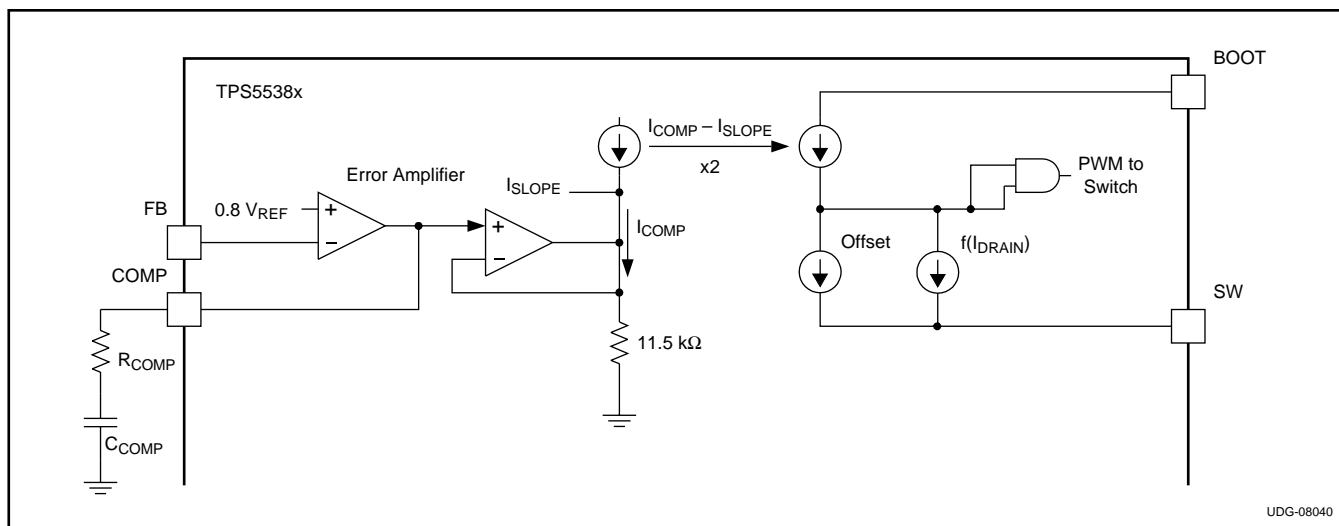 BOOT
TPS5538x
I_COMP – I_SLOPE
x2
Error Amplifier
PWM to
Switch
I_SLOPE
FB
0.8 V_REF
+
–
+
–
I_COMP
Offset
f(I_DRAIN)
COMP
SW
11.5 kΩ
R_COMP
C_COMP
UDG-08040